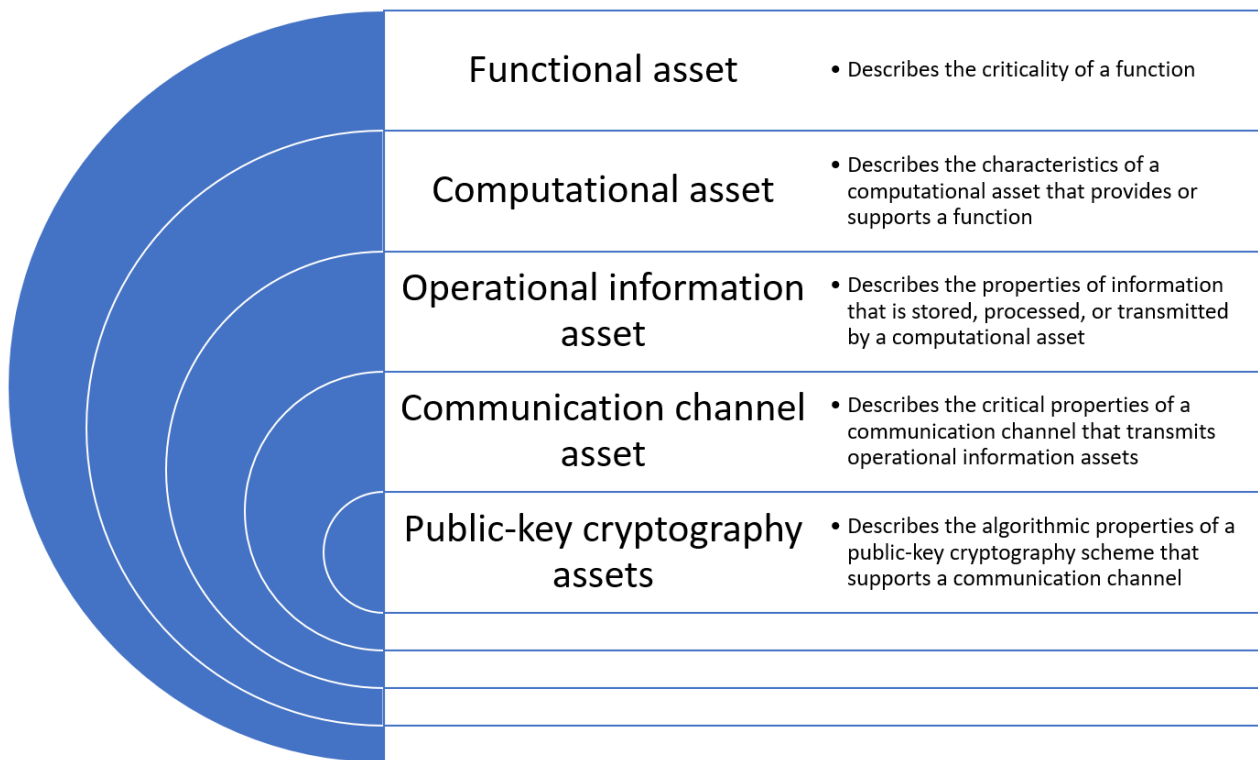 Functional asset
• Describes the criticality of a function
Computational asset
• Describes the characteristics of a
computational asset that provides or
supports a function
Operational information
asset
• Describes the properties of information
that is stored, processed, or transmitted
by a computational asset
Communication channel
asset
• Describes the critical properties of a
communication channel that transmits
operational information assets
Public-key cryptography
assets
• Describes the algorithmic properties of a
public-key cryptography scheme that
supports a communication channel